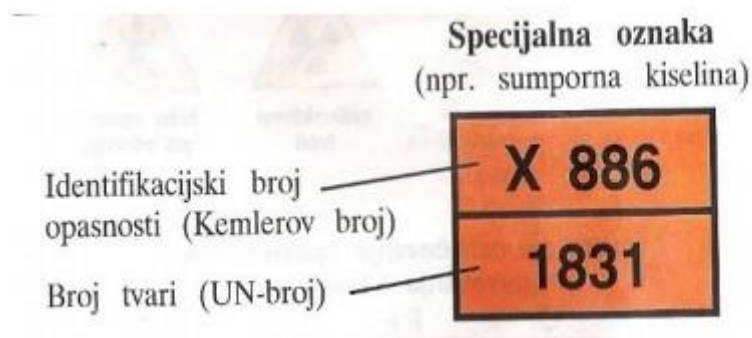 Specijalna oznaka
(npr. sumporna kiselina)
X 886
Identifikacijski broj
opasnosti (Kemlerov broj)
1831
Broj tvari (UN-broj)